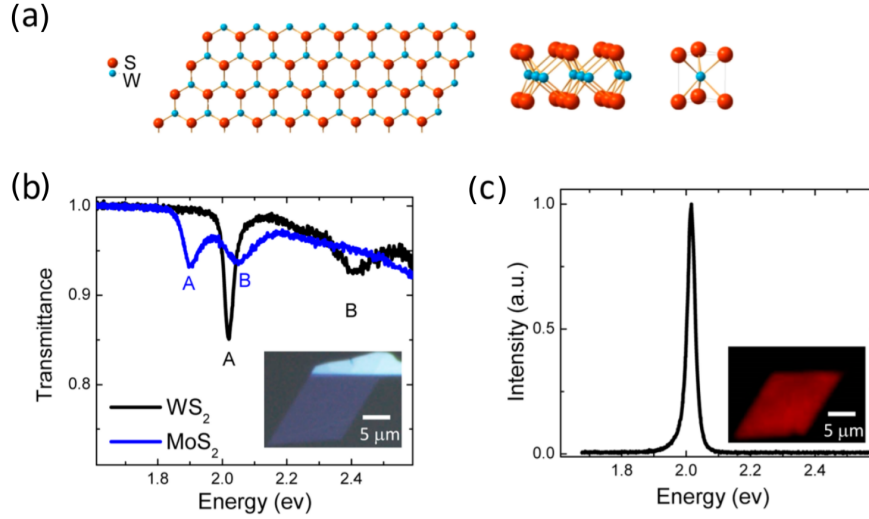 (a)
S
W
(b)
Transmittance
1.0
0.9
0.8
A
B
A
B
WS2
MoS2
5 μm
1.8 2.0 2.2 2.4
Energy (ev)
(c)
Intensity (a.u.)
1.0
0.5
0.0
5 μm
1.8 2.0 2.2 2.4
Energy (ev)